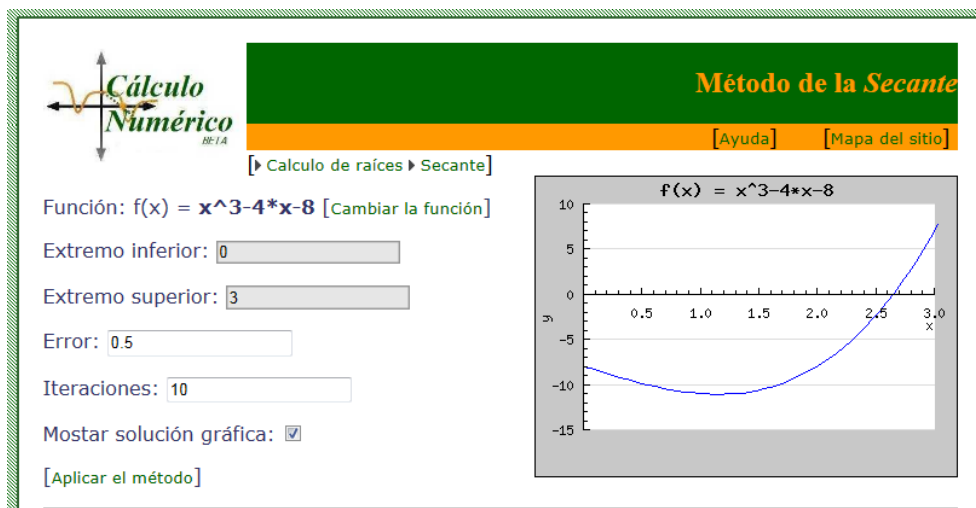 Cálculo
Numérico
BETA
Método de la Secante
[Ayuda] [Mapa del sitio]
[Calculo de raíces Secante]
Función: f(x) = x^3-4*x-8 [Cambiar la función]
Extremo inferior: 0
Extremo superior: 3
Error: 0.5
Iteraciones: 10
Mostar solución gráfica:
[Aplicar el método]
f(x) = x^3-4*x-8
10
5
0
-5
-10
-15
0.5 1.0 1.5 2.0 2.5 3.0
x
y